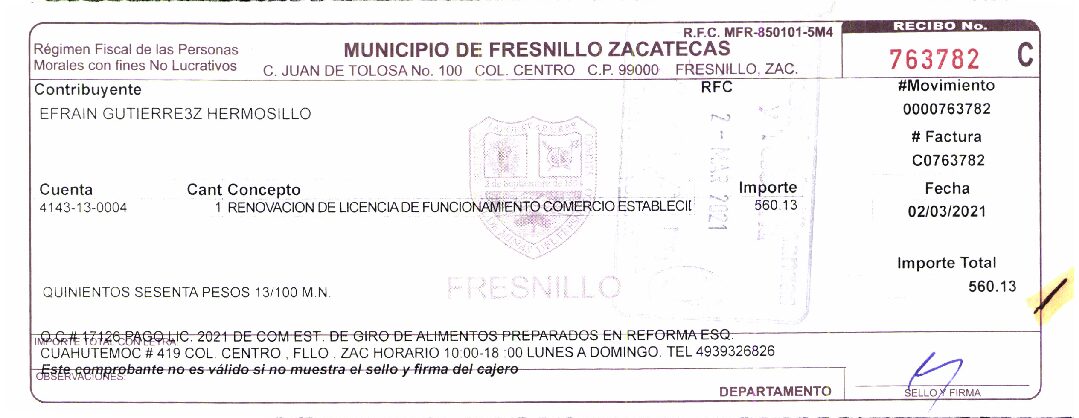 R.F.C. MFR-850101-5M4
RECIBO No.
Régimen Fiscal de las Personas
Morales con fines No Lucrativos
MUNICIPIO DE FRESNILLO ZACATECAS
C. JUAN DE TOLOSA No. 100 COL. CENTRO C.P. 99000 FRESNILLO, ZAC.
763782 C
Contribuyente
RFC
#Movimiento
EFRAIN GUTIERRE3Z HERMOSILLO
0000763782
# Factura
C0763782
2 - MAR 2021
Cuenta Cant Concepto Importe
Fecha
4143-13-0004 1 RENOVACION DE LICENCIA DE FUNCIONAMIENTO COMERCIO ESTABLECII 560.13
02/03/2021
Importe Total
560.13
FRESNILLO
QUINIENTOS SESENTA PESOS 13/100 M.N.
O.C.# 17126 PAGO LIC. 2021 DE COM EST. DE GIRO DE ALIMENTOS PREPARADOS EN REFORMA ESQ.
IMPORTE TOTAL CON LETRA
CUAHUTEMOC # 419 COL. CENTRO , FLLO . ZAC HORARIO 10:00-18 :00 LUNES A DOMINGO. TEL 4939326826
Este comprobante no es válido si no muestra el sello y firma del cajero
OBSERVACIONES:
DEPARTAMENTO
SELLO Y FIRMA